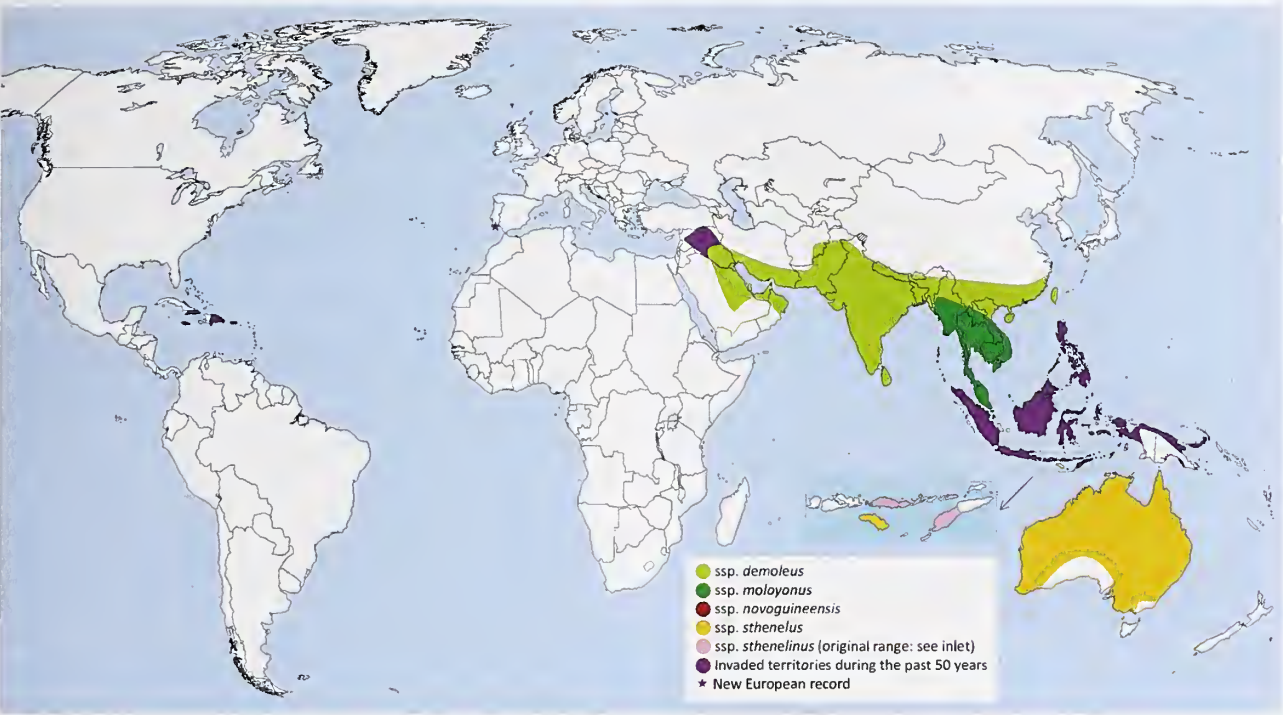 ssp. demoleus
ssp. moloyonus
ssp. novoguineensis
ssp. sthenelus
ssp. sthenelinus (original range: see inlet)
Invaded territories during the past 50 years
★ New European record